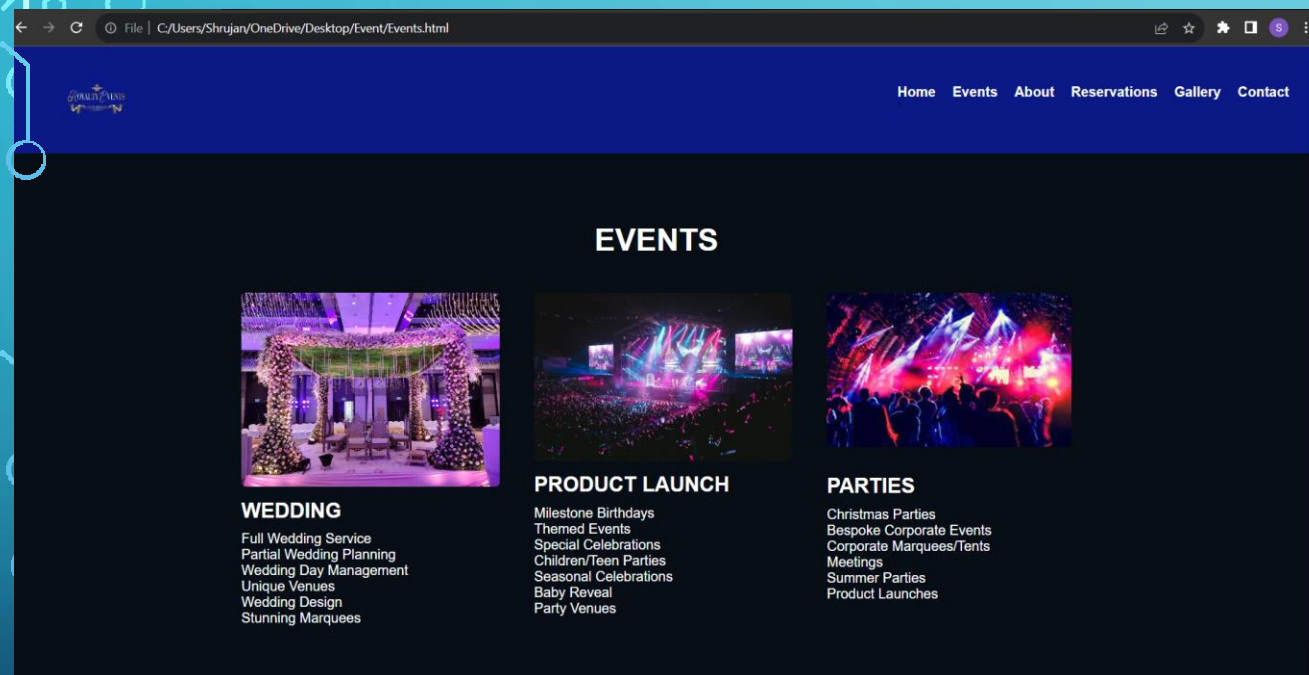 File | C:/Users/Shrujan/OneDrive/Desktop/Event/Events.html
S
ROYALTY EVENTS
Home Events About Reservations Gallery Contact
EVENTS
WEDDING
Full Wedding Service
Partial Wedding Planning
Wedding Day Management
Unique Venues
Wedding Design
Stunning Marquees
PRODUCT LAUNCH
Milestone Birthdays
Themed Events
Special Celebrations
Children/Teen Parties
Seasonal Celebrations
Baby Reveal
Party Venues
PARTIES
Christmas Parties
Bespoke Corporate Events
Corporate Marquees/Tents
Meetings
Summer Parties
Product Launches